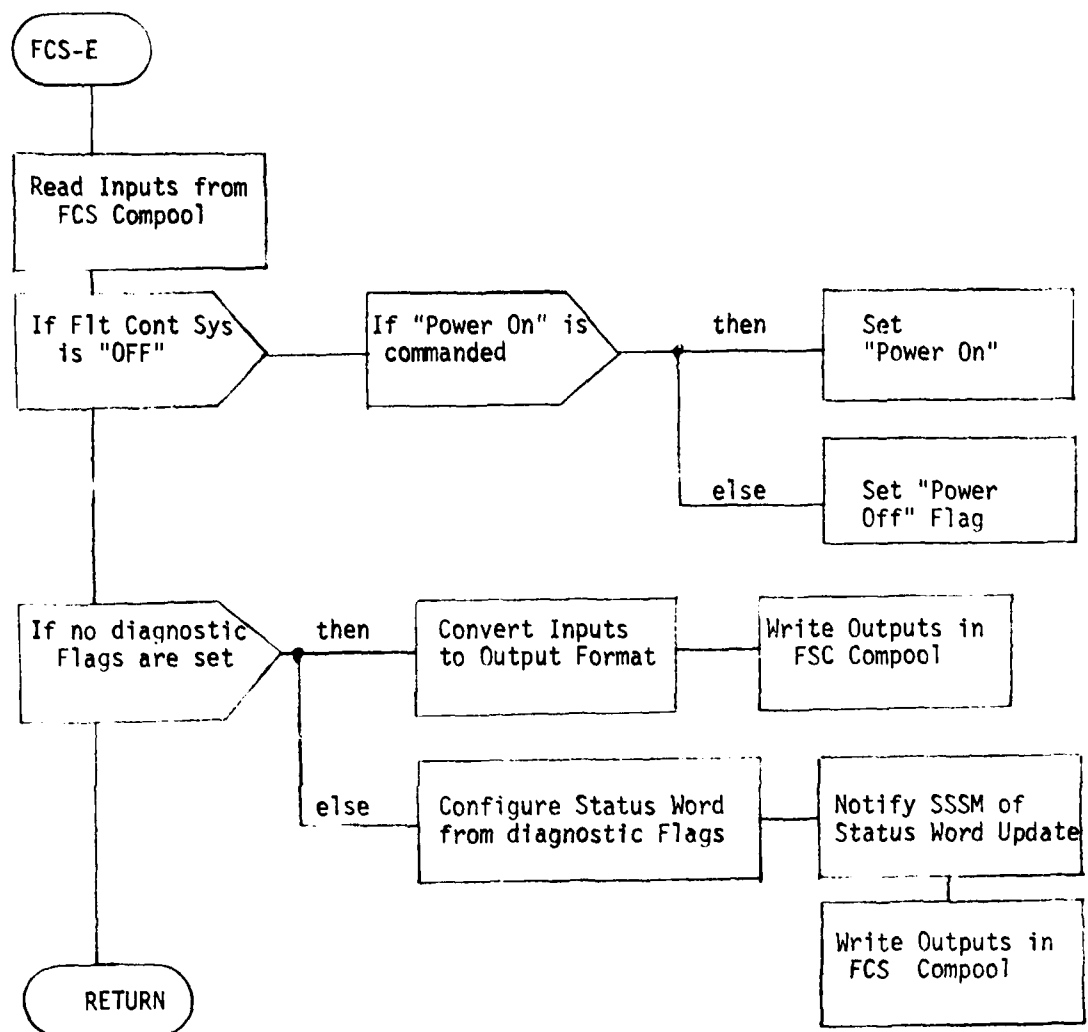 FCS-E
Read Inputs from
FCS Compool
If Flt Cont Sys
is "OFF"
If "Power On" is
commanded
then
Set
"Power On"
else
Set "Power
Off" Flag
If no diagnostic
Flags are set
then
Convert Inputs
to Output Format
Write Outputs in
FSC Compool
else
Configure Status Word
from diagnostic Flags
Notify SSSM of
Status Word Update
Write Outputs in
FCS Compool
RETURN